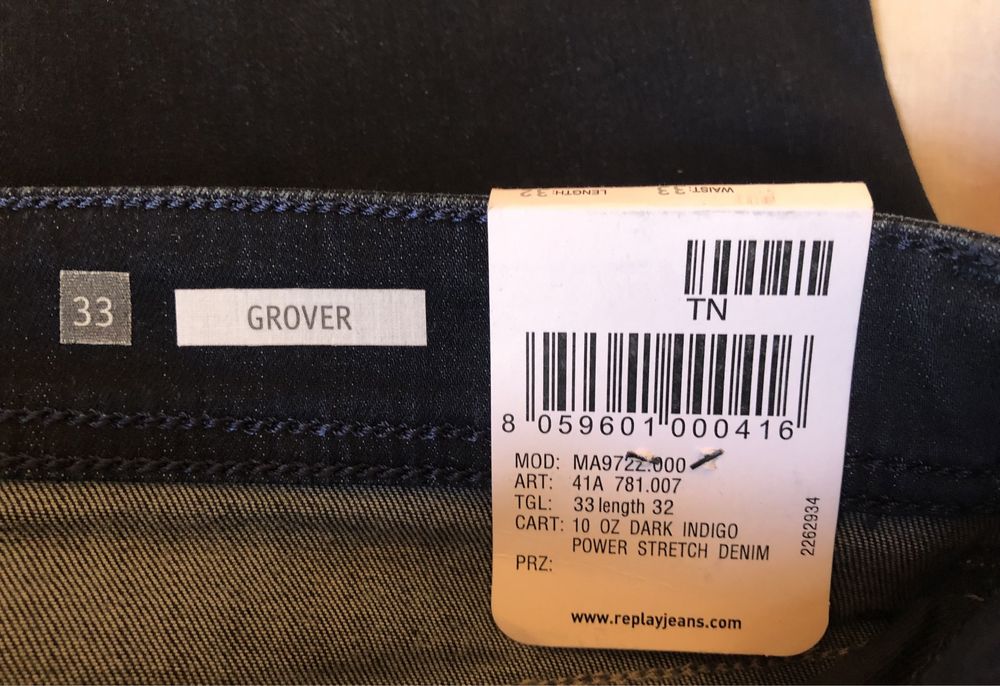 33
GROVER
LENGTH: 32 WAIST: 33
TN
8 059601 000416
MOD: MA972Z.000
ART: 41A 781.007
TGL: 33 length 32
CART: 10 OZ DARK INDIGO
POWER STRETCH DENIM
PRZ:
2262934
www.replayjeans.com